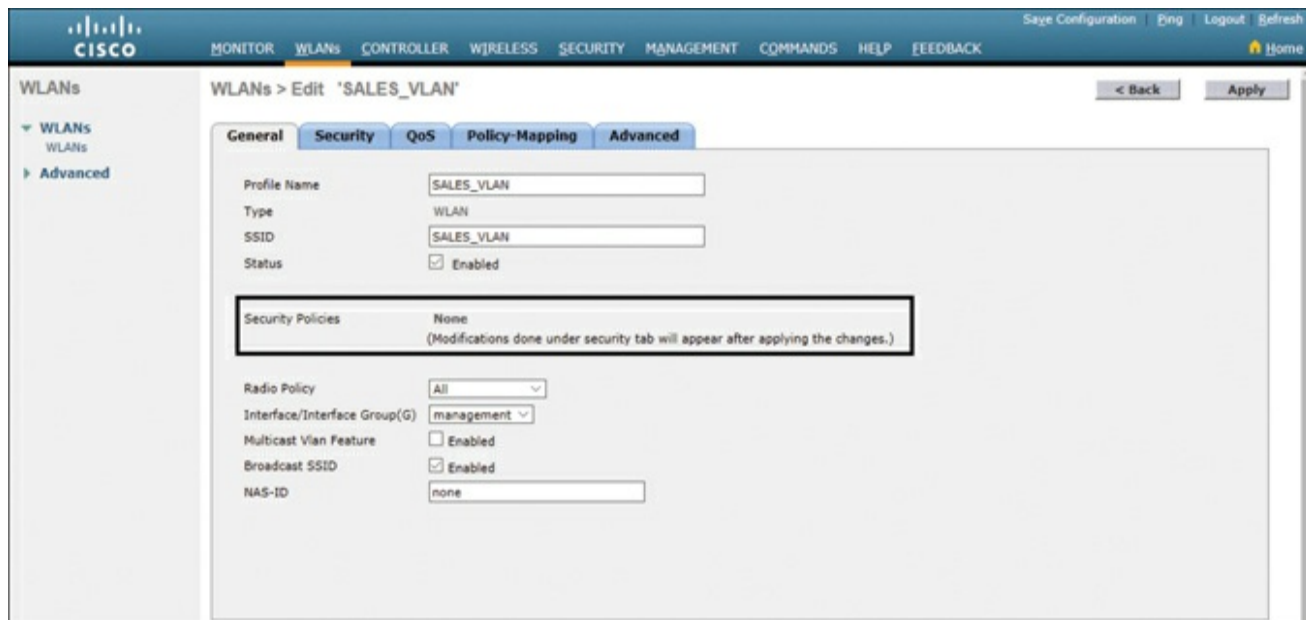 Save Configuration Ping Logout Refresh
CISCO MONITOR WLANs CONTROLLER WIRELESS SECURITY MANAGEMENT COMMANDS HELP FEEDBACK Home
WLANs
WLANs > Edit 'SALES_VLAN'
< Back Apply
WLANs
WLANs
Advanced
General Security QoS Policy-Mapping Advanced
Profile Name SALES_VLAN
Type WLAN
SSID SALES_VLAN
Status Enabled
Security Policies None
(Modifications done under security tab will appear after applying the changes.)
Radio Policy All
Interface/Interface Group(G) management
Multicast Vlan Feature Enabled
Broadcast SSID Enabled
NAS-ID none